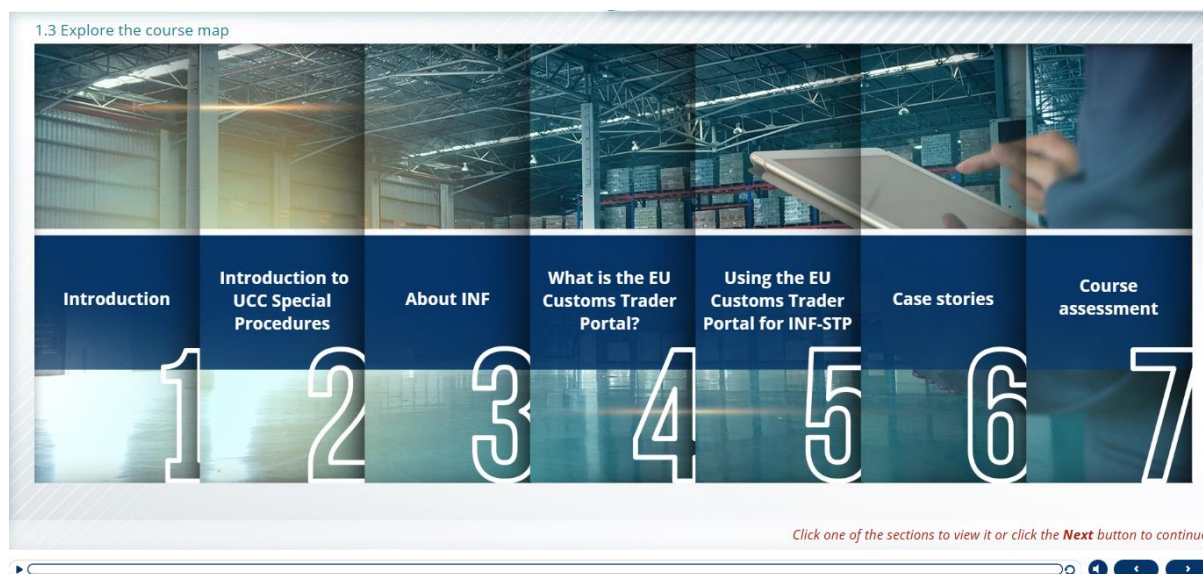 1.3 Explore the course map
Introduction
Introduction to
UCC Special
Procedures
About INF
What is the EU
Customs Trader
Portal?
Using the EU
Customs Trader
Portal for INF-STP
Case stories
Course
assessment
1
2
3
4
5
6
7
Click one of the sections to view it or click the Next button to continue